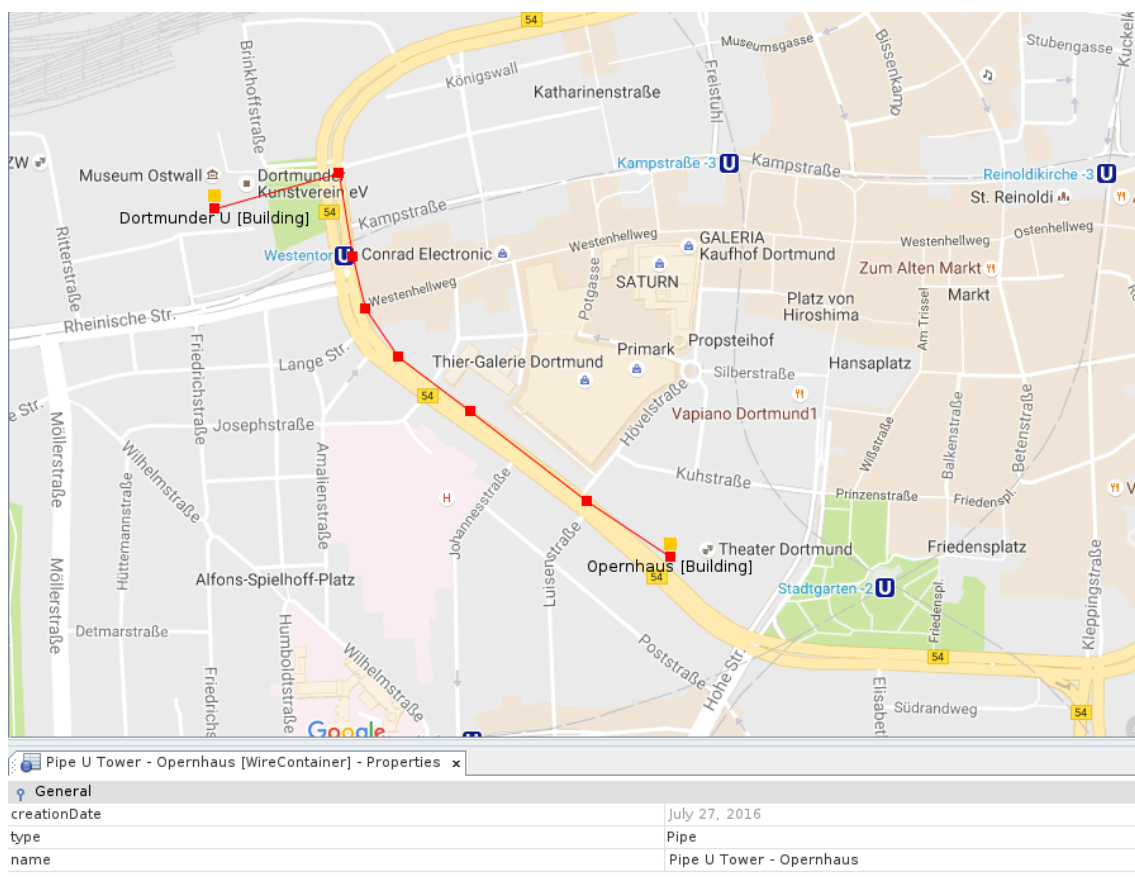 54
Museumsgasse
Bissenkamp
Stubengasse
Kuckelk
Brinkhoffstraße
Königswall
Freistuhl
Katharinenstraße
ZW
Museum Ostwall
Dortmunder
Kunstverein eV
Kampstraße -3
U
Kampstraße
Reinoldikirche -3
U
St. Reinoldi
Dortmunder U [Building]
54
Kampstraße
Ritterstraße
Westentor
U
Conrad Electronic
Westenhellweg
GALERIA
Kaufhof Dortmund
Westenhellweg
Ostenhellweg
SATURN
Zum Alten Markt
Markt
Westenhellweg
Potgasse
Platz von
Hiroshima
Am Trissel
Rheinische Str.
Friedrichstraße
Lange Str.
Thier-Galerie Dortmund
Primark
Propsteihof
Hansaplatz
Silberstraße
54
Vapiano Dortmund1
e Str.
Möllerstraße
Josephstraße
Hövelstraße
Wißstraße
Balkenstraße
Betenstraße
Wilhelmstraße
Amalienstraße
Kuhstraße
Hüttemannstraße
H
Johannesstraße
Prinzenstraße
Friedenspl.
V
Luisenstraße
Theater Dortmund
Friedensplatz
Opernhaus [Building]
54
Möllerstraße
Alfons-Spielhoff-Platz
Stadtgarten -2
U
Friedenspl.
Kleppingstraße
Detmarstraße
Humboldtstraße
Wilhelmstraße
Poststraße
Hohe Str.
54
Friedrichs
Elisabet
Südrandweg
54
Google
Pipe U Tower - Opernhaus [WireContainer] - Properties
General
creationDate July 27, 2016
type Pipe
name Pipe U Tower - Opernhaus